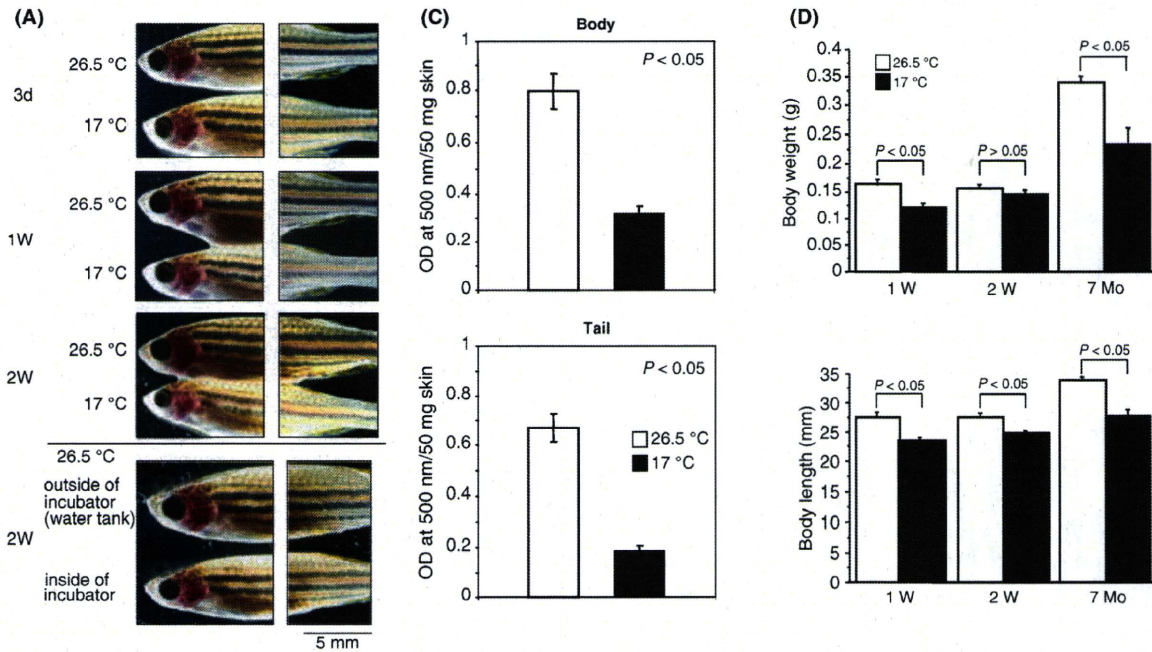 (A)
26.5 °C
3d
17 °C
26.5 °C
1W
17 °C
26.5 °C
2W
17 °C
26.5 °C
outside of
incubator
(water tank)
2W
inside of
incubator
5 mm
(C)
Body
P < 0.05
OD at 500 nm/50 mg skin
1
0.8
0.6
0.4
0.2
0
Tail
P < 0.05
OD at 500 nm/50 mg skin
1
0.8
0.6
0.4
0.2
0
26.5 °C
17 °C
(D)
Body weight (g)
0.4
0.35
0.3
0.25
0.2
0.15
0.1
0.05
0
26.5 °C
17 °C
P < 0.05
P < 0.05
P > 0.05
1 W 2 W 7 Mo
Body length (mm)
35
30
25
20
15
10
5
0
P < 0.05
P < 0.05
P < 0.05
1 W 2 W 7 Mo